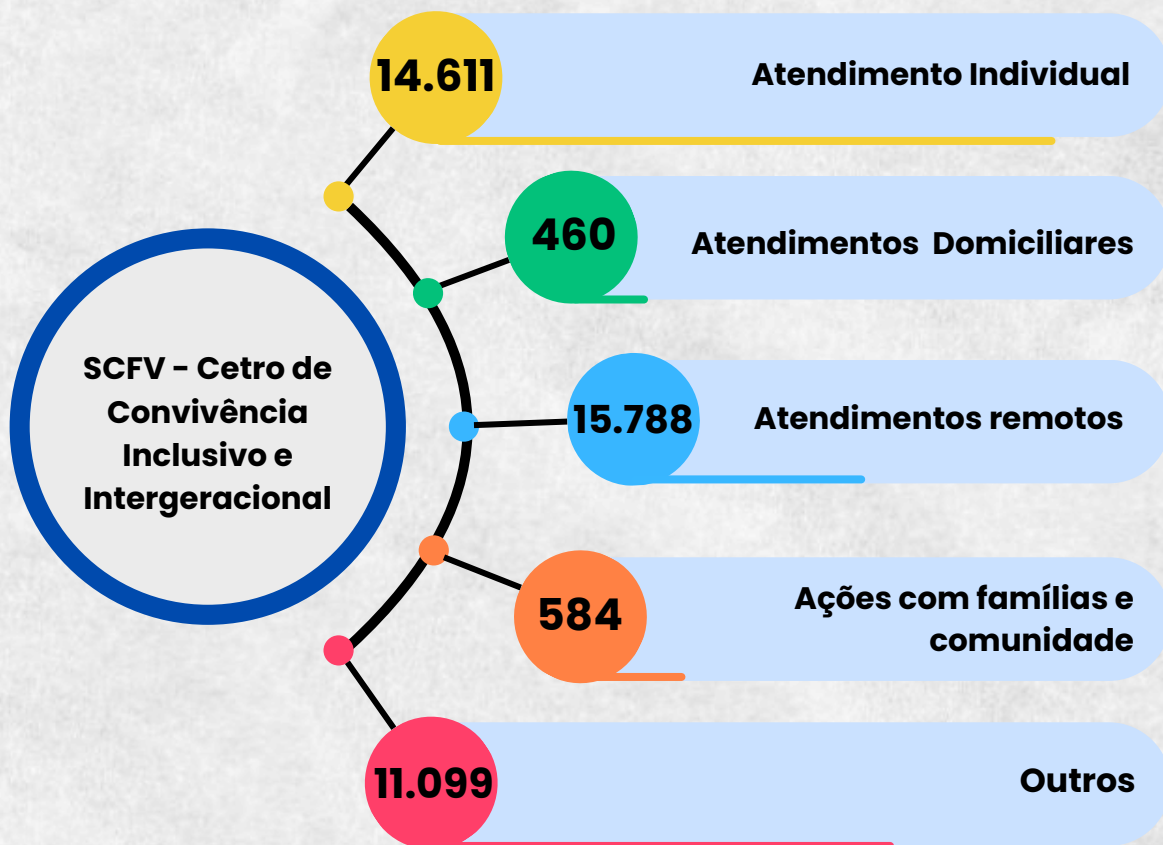 14.611
Atendimento Individual
460
Atendimentos Domiciliares
SCFV - Cetro de
Convivência
Inclusivo e
Intergeracional
15.788
Atendimentos remotos
584
Ações com famílias e
comunidade
11.099
Outros